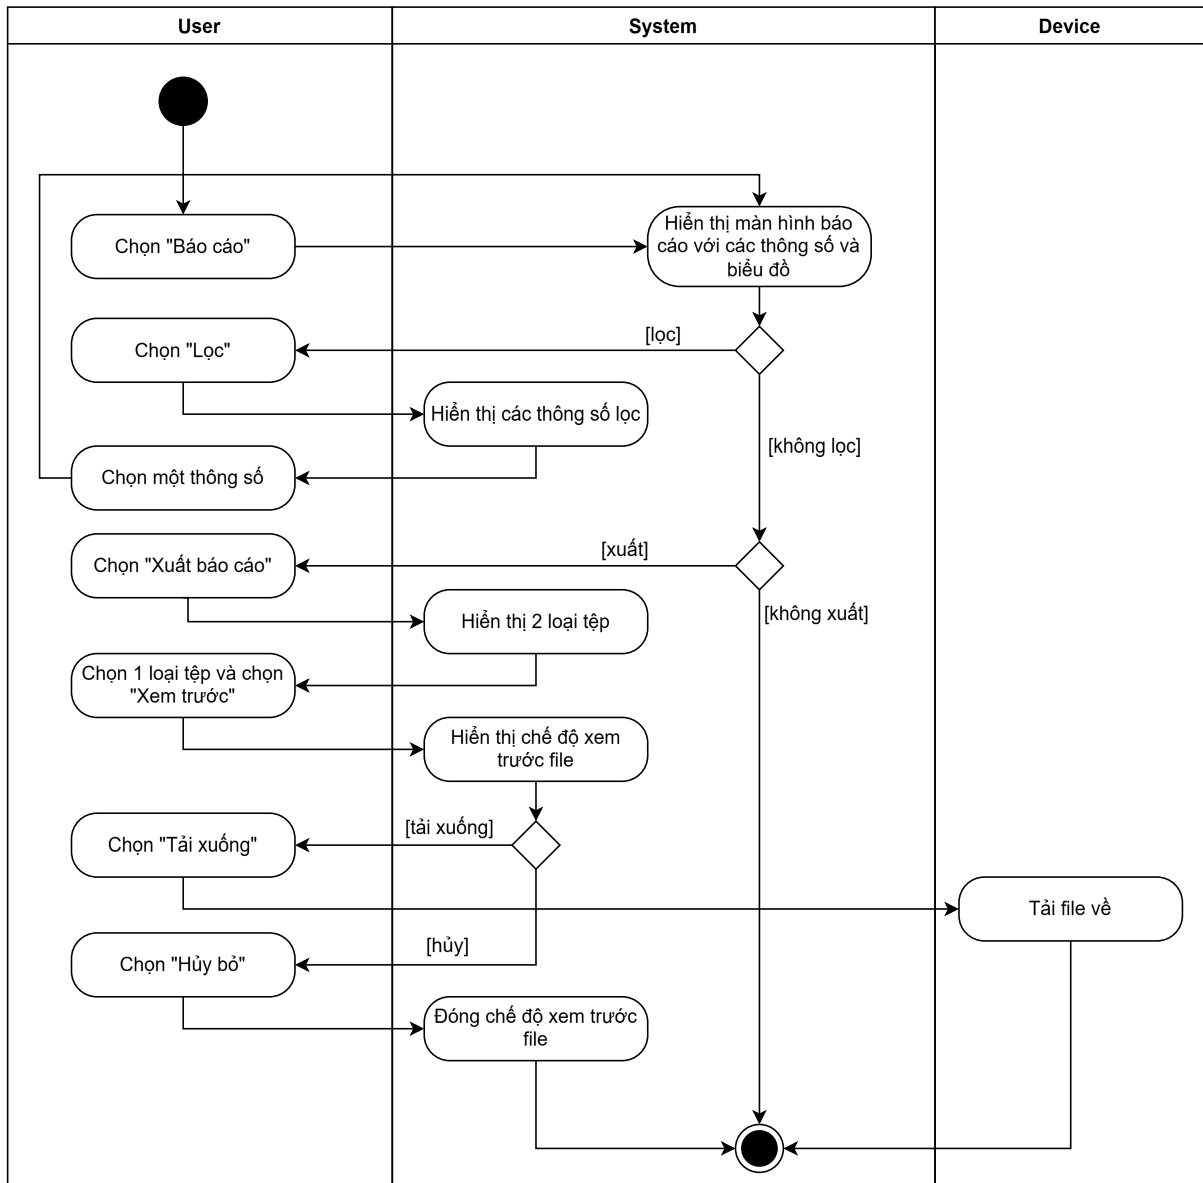 User
System
Device
Chọn "Báo cáo"
Hiển thị màn hình báo
cáo với các thông số và
biểu đồ
[lọc]
Chọn "Lọc"
Hiển thị các thông số lọc
[không lọc]
Chọn một thông số
[xuất]
Chọn "Xuất báo cáo"
[không xuất]
Hiển thị 2 loại tệp
Chọn 1 loại tệp và chọn
"Xem trước"
Hiển thị chế độ xem
trước file
[tải xuống]
Chọn "Tải xuống"
Tải file về
[hủy]
Chọn "Hủy bỏ"
Đóng chế độ xem trước
file